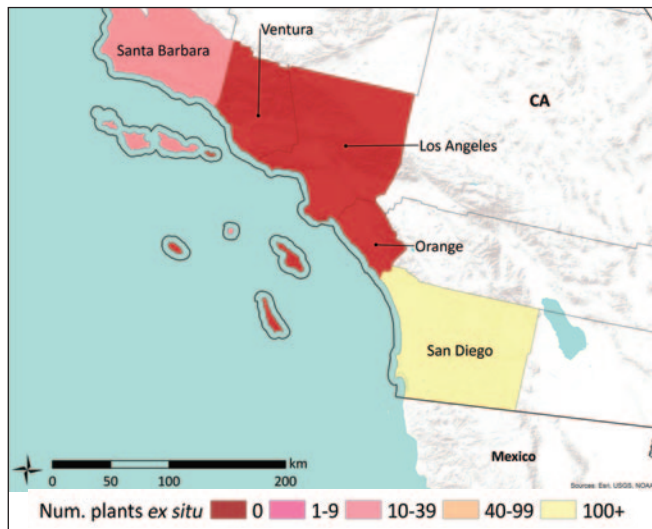 Santa Barbara
Ventura
CA
Los Angeles
Orange
San Diego
Mexico
km
0 50 100 200
Sources: Esri, USGS, NOAA
Num. plants ex situ 0 1-9 10-39 40-99 100+